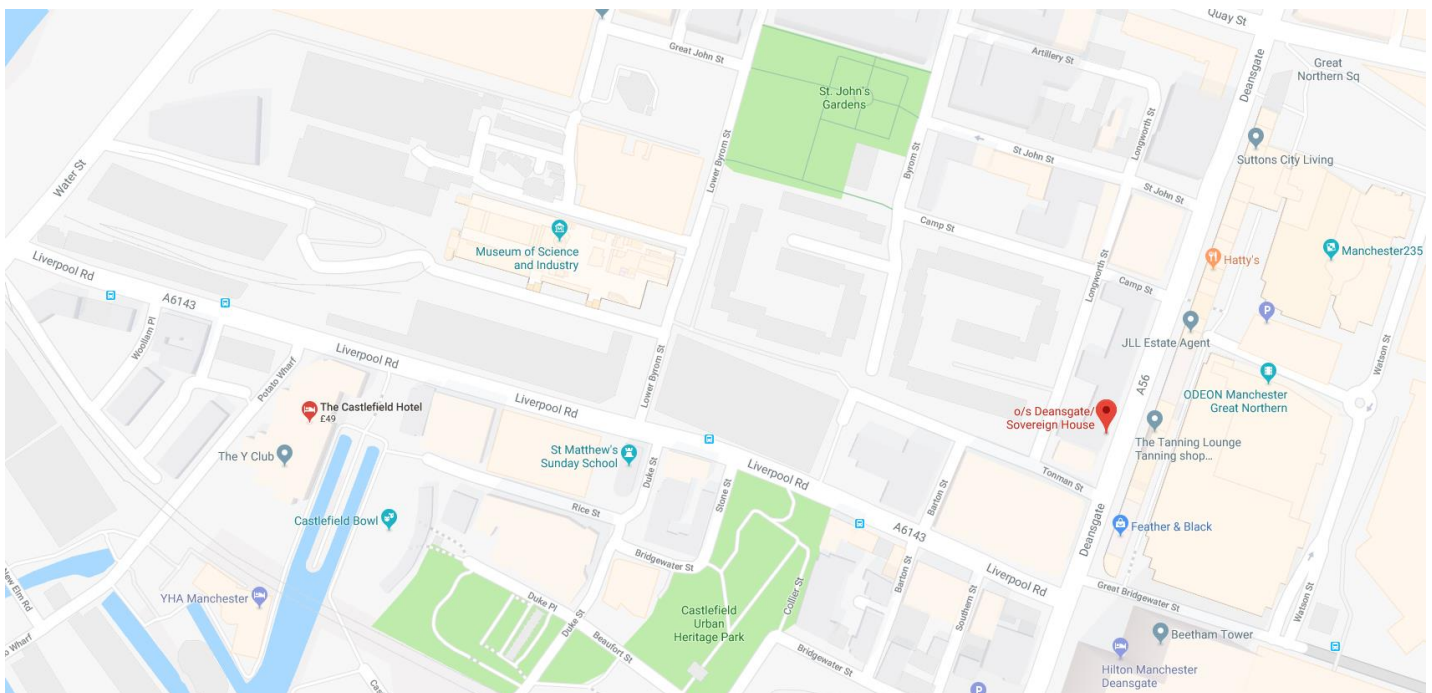 Quay St
Great John St
Artillery St
Deansgate
Great
Northern Sq
St. John's
Gardens
Longworth St
Suttons City Living
St John St
Water St
Lower Byrom St
Byrom St
St John St
Camp St
Museum of Science
and Industry
Manchester235
Hatty's
Longworth St
Camp St
Liverpool Rd
A6143
Woollam Pl
Potato Wharf
Liverpool Rd
Lower Byrom St
JLL Estate Agent
P
Watson St
A56
ODEON Manchester
Great Northern
The Castlefield Hotel
£49
Liverpool Rd
o/s Deansgate/
Sovereign House
The Tanning Lounge
Tanning shop...
The Y Club
St Matthew's
Sunday School
Duke St
Stone St
Liverpool Rd
Barton St
Tonman St
Castlefield Bowl
Rice St
A6143
Deansgate
Feather & Black
Bridgewater St
Liverpool Rd
New Elm Rd
YHA Manchester
Duke Pl
Duke St
Castlefield
Urban
Heritage Park
Collier St
Barton St
Southern St
Great Bridgewater St
Watson St
Beaufort St
Beetham Tower
to Wharf
Bridgewater St
Hilton Manchester
Deansgate
Cas
P